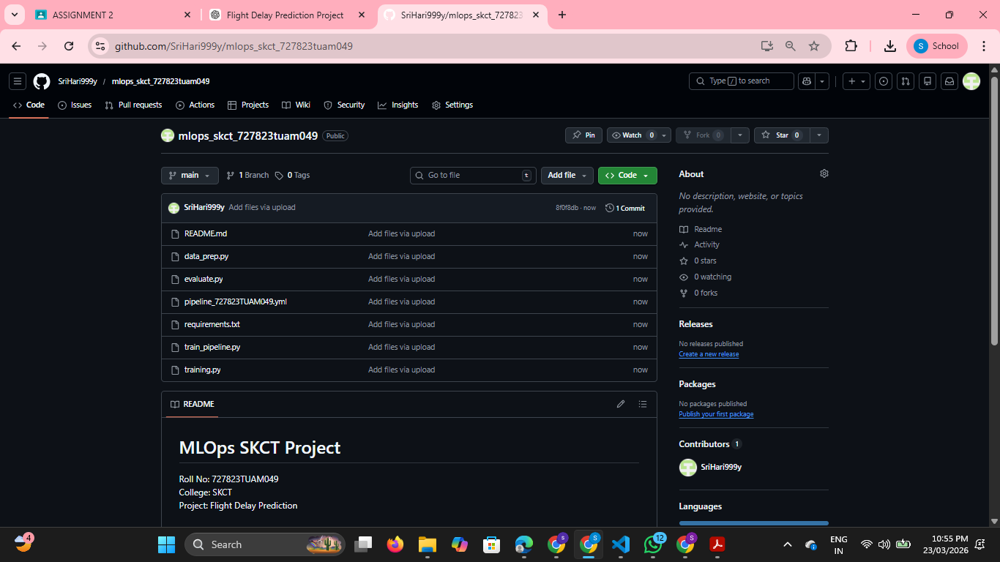 ASSIGNMENT 2
Flight Delay Prediction Project
SriHari999y/mlops_skct_727823
github.com/SriHari999y/mlops_skct_727823tuam049
S School
SriHari999y / mlops_skct_727823tuam049
Type / to search
Code Issues Pull requests Actions Projects Wiki Security Insights Settings
mlops_skct_727823tuam049 Public
Pin Watch 0 Fork 0 Star 0
main 1 Branch 0 Tags
Go to file t Add file Code
SriHari999y Add files via upload 8f0f8db · now 1 Commit
README.md Add files via upload now
data_prep.py Add files via upload now
evaluate.py Add files via upload now
pipeline_727823TUAM049.yml Add files via upload now
requirements.txt Add files via upload now
train_pipeline.py Add files via upload now
training.py Add files via upload now
README
MLOps SKCT Project
Roll No: 727823TUAM049
College: SKCT
Project: Flight Delay Prediction
About
No description, website, or topics
provided.
Readme
Activity
0 stars
0 watching
0 forks
Releases
No releases published
Create a new release
Packages
No packages published
Publish your first package
Contributors 1
SriHari999y
Languages
4
Search
S
S
12
S
ENG
IN
10:55 PM
23/03/2026